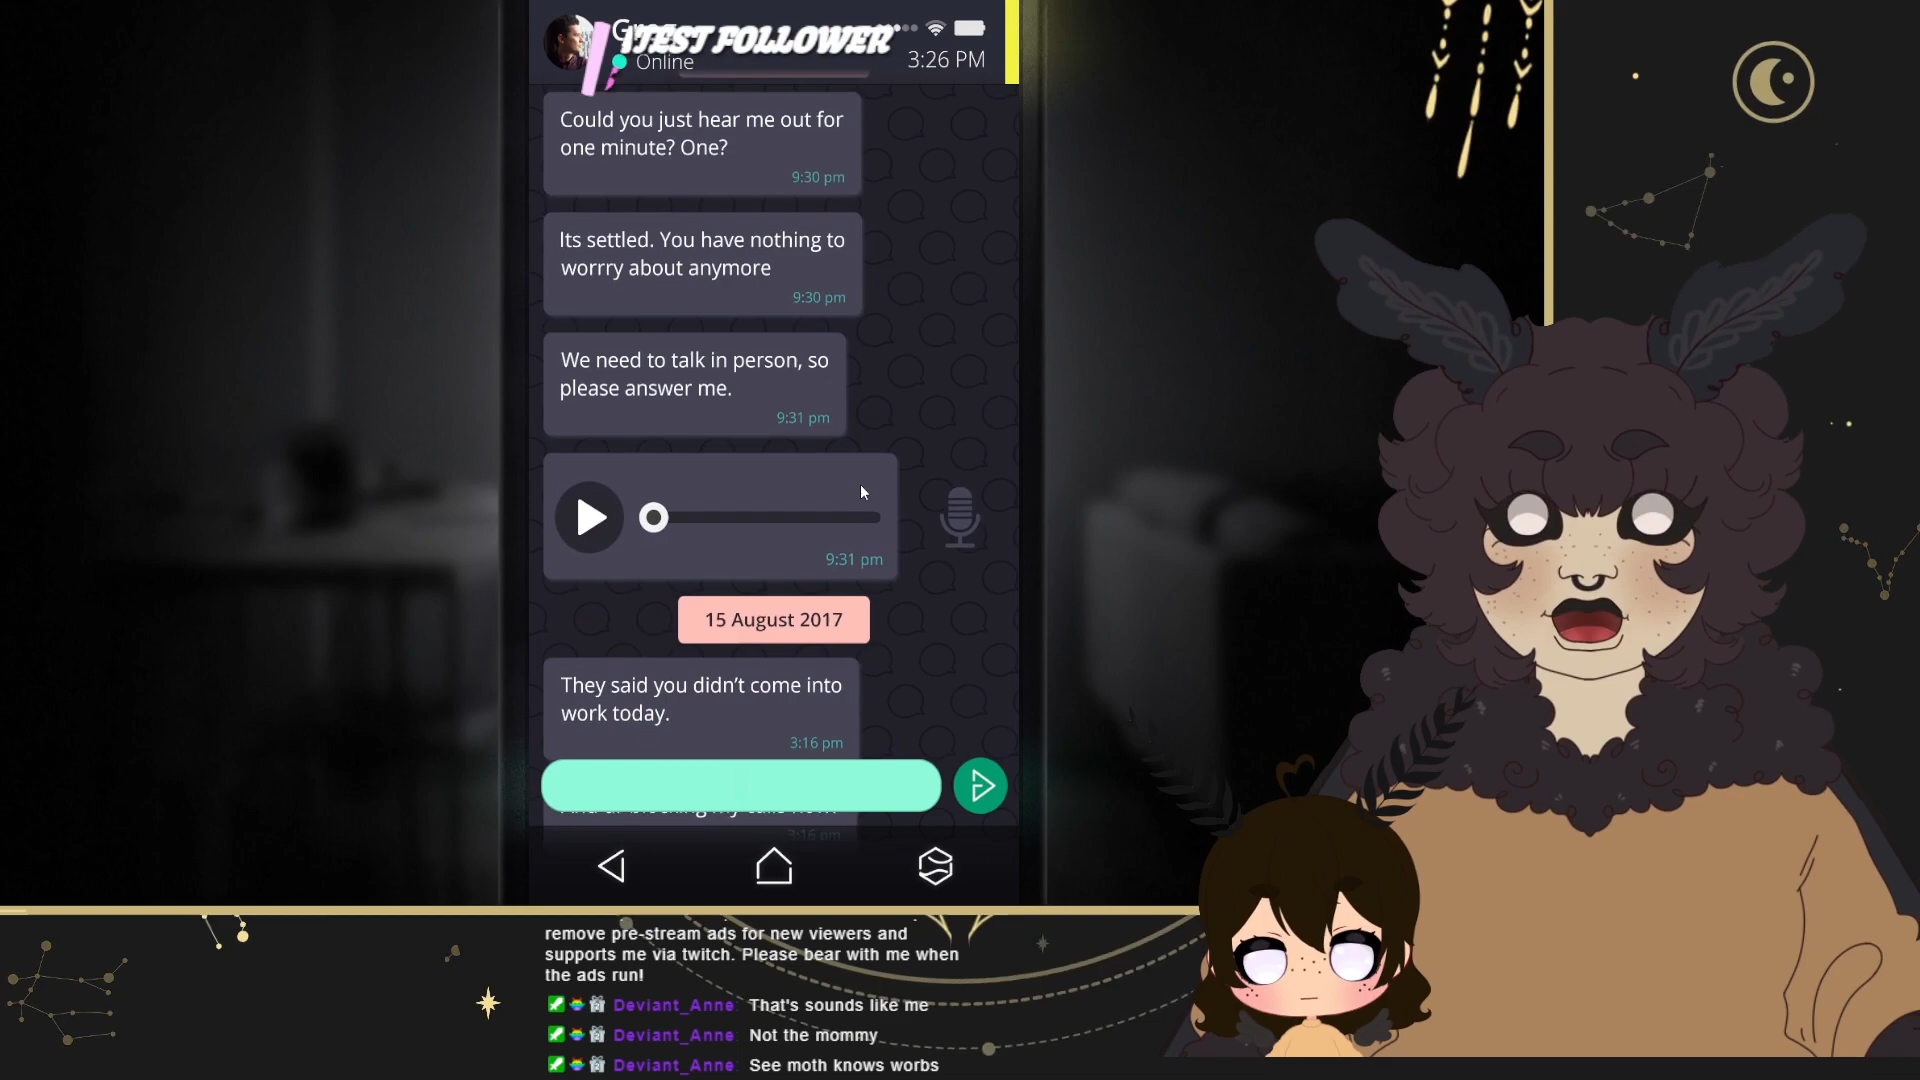 ATEST FOLLOWER
Online
3:26 PM
Could you just hear me out for
one minute? One?
9:30 pm
Its settled. You have nothing to
worrry about anymore
9:30 pm
We need to talk in person, so
please answer me.
9:31 pm
9:31 pm
15 August 2017
They said you didn't come into
work today.
3:16 pm
3:16 pm
remove pre-stream ads for new viewers and
supports me via twitch. Please bear with me when
the ads run!
Deviant_Anne: That's sounds like me
Deviant_Anne: Not the mommy
Deviant_Anne: See moth knows worbs